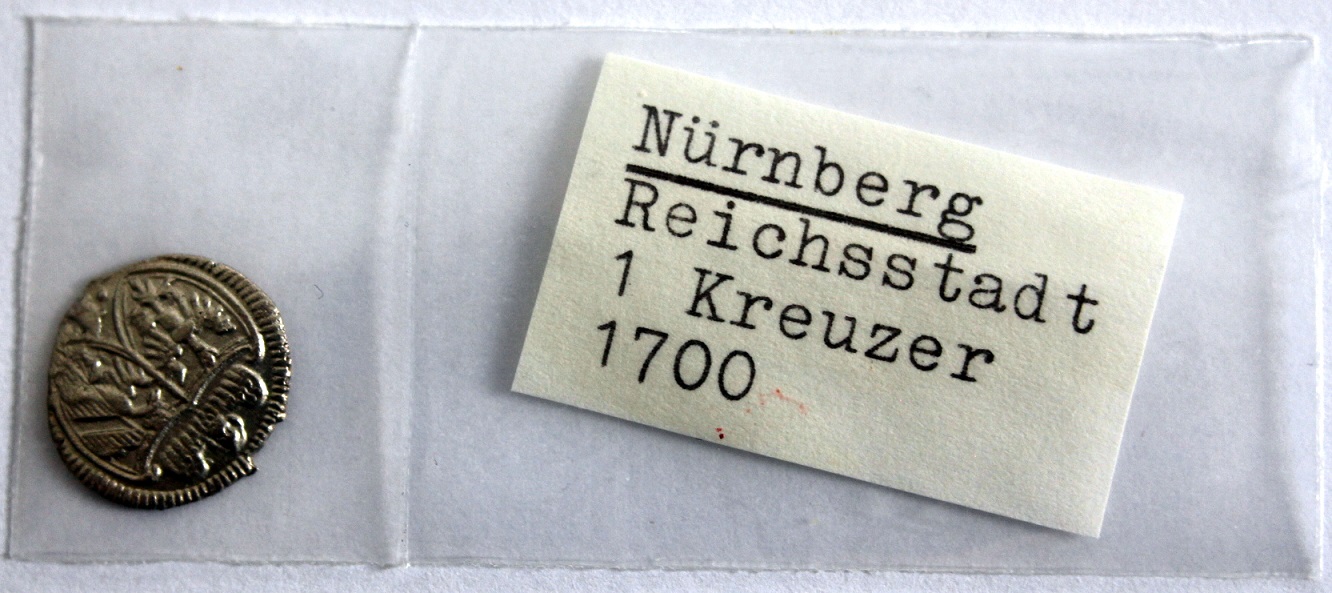 Nürnberg
Reichsstadt
1 Kreuzer
1700